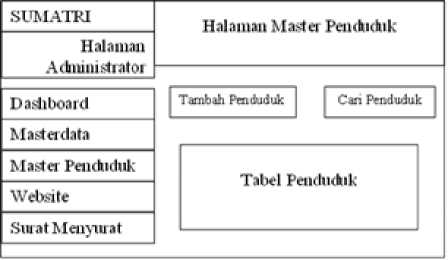 SUMATRI
Halaman Master Penduduk
Halaman
Administrator
Tambah Penduduk
Cari Penduduk
Dashboard
Masterdata
Master Penduduk
Website
Surat Menyurat
Tabel Penduduk